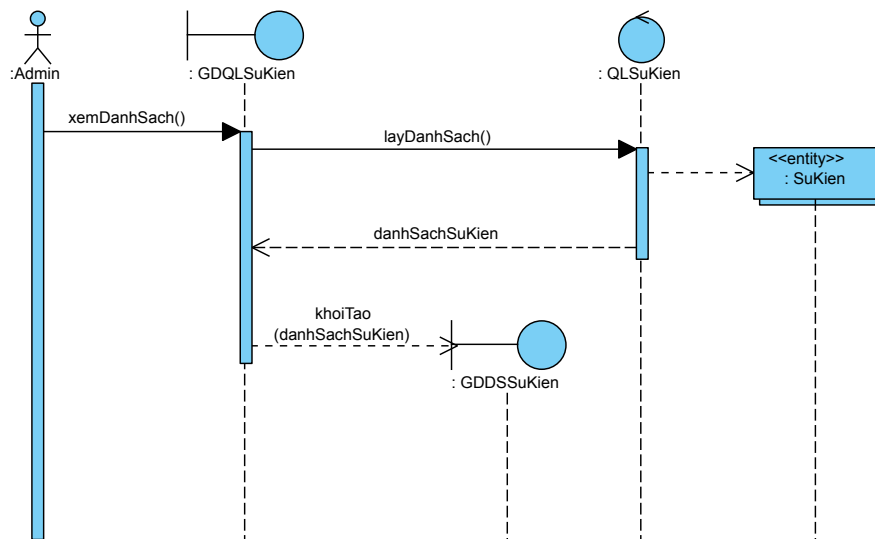 :Admin
: GDQLSuKien
: QLSuKien
xemDanhSach()
layDanhSach()
<<entity>>
: SuKien
danhSachSuKien
khoiTao
(danhSachSuKien)
: GDDSSuKien